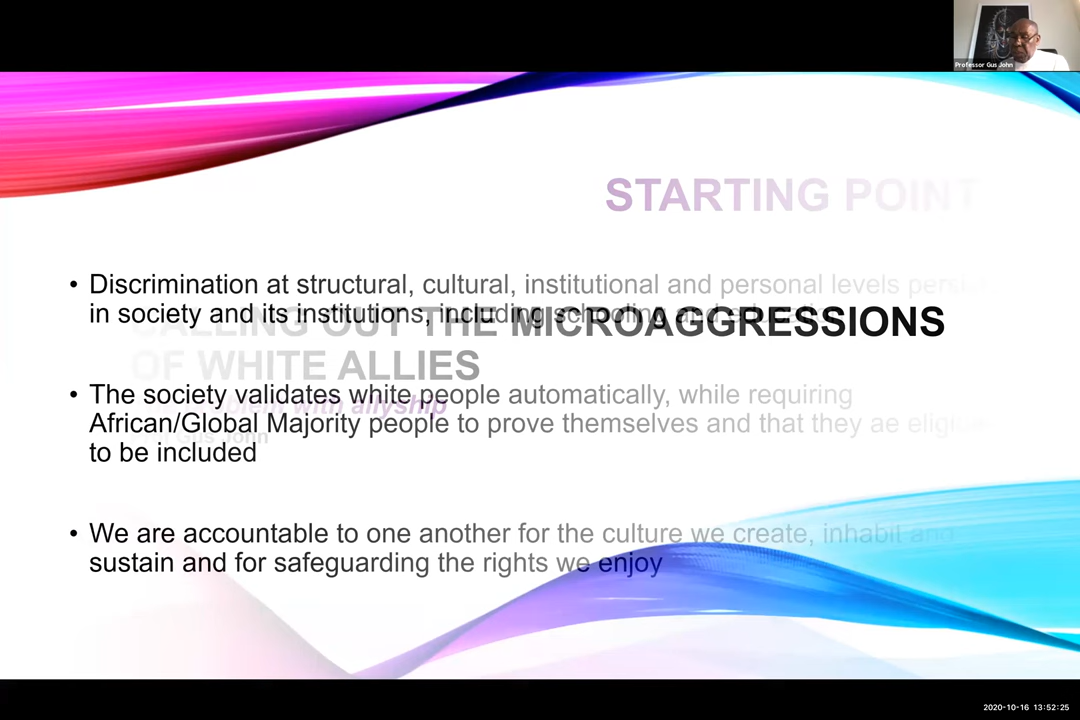 Professor Gus John
STARTING POINT
• Discrimination at structural, cultural, institutional and personal levels
in society and its institutions, including schooling and
CALLING OUT THE MICROAGGRESSIONS
OF WHITE ALLIES
• The society validates white people automatically, while requiring
with allyship
African/Global Majority people to prove themselves and that they ae
Gus John
to be included
• We are accountable to one another for the culture we create, inhabit and
sustain and for safeguarding the rights we enjoy
2020-10-16 13:52:25